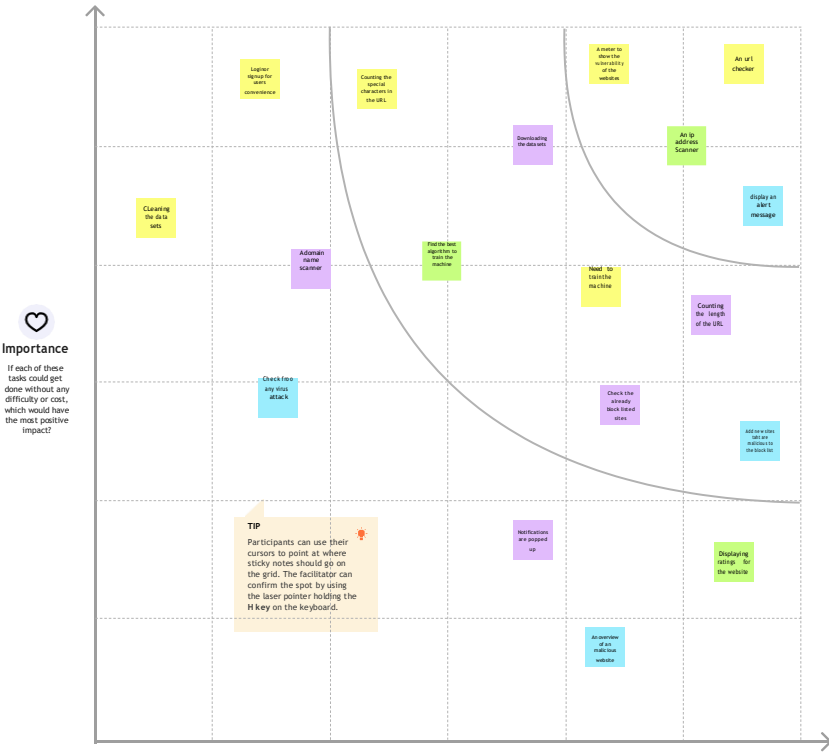 Loginor
signup for
users
convenience
Counting the
special
characters in
the URL
A meter to
show the
vulnerability
of the
websites
An url
checker
Downloading
the data sets
An ip
address
Scanner
CLeaning
the data
sets
display an
alert
message
A domain
name
scanner
Find the best
algorithm to
train the
machine
Need to
train the
machine
Counting
the length
of the URL
Importance
If each of these
tasks could get
done without any
difficulty or cost,
which would have
the most positive
impact?
Check
any virus
attack
Check the
already
block listed
sites
Add new sites
taht are
malicious to
the block list
TIP
Participants can use their
cursors to point at where
sticky notes should go on
the grid. The facilitator can
confirm the spot by using
the laser pointer holding the
H key on the keyboard.
Notifications
are popped
up
Displaying
ratings for
the website
An overview
of an
malicious
website